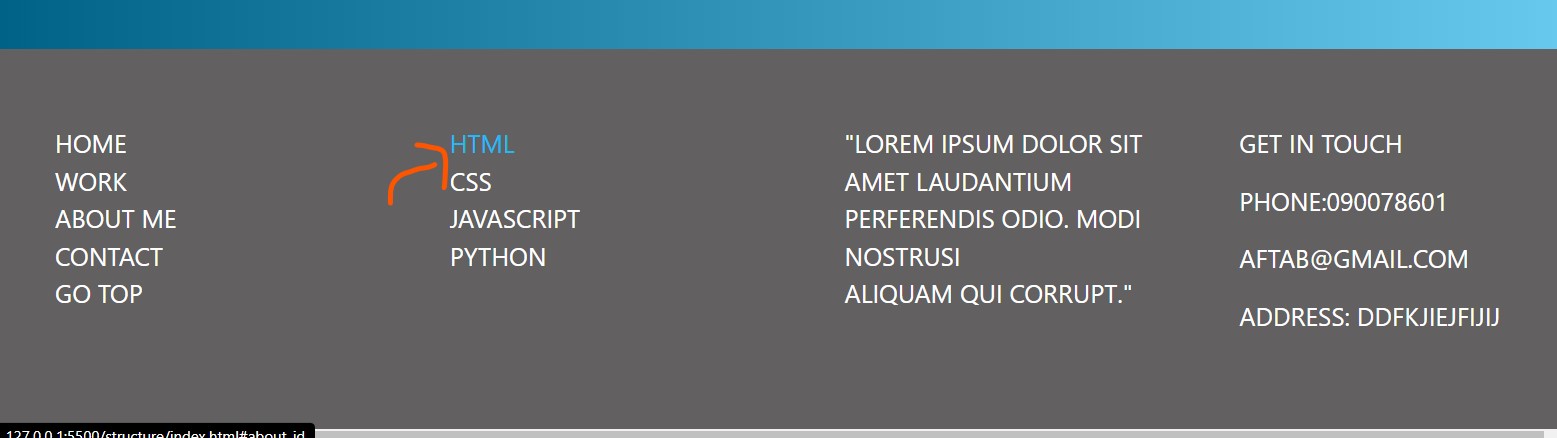 HOME
WORK
ABOUT ME
CONTACT
GO TOP
HTML
CSS
JAVASCRIPT
PYTHON
"LOREM IPSUM DOLOR SIT
AMET LAUDANTIUM
PERFERENDIS ODIO. MODI
NOSTRUSI
ALIQUAM QUI CORRUPT."
GET IN TOUCH
PHONE:090078601
AFTAB@GMAIL.COM
ADDRESS: DDFKJIEJFIJIJ
127.0.0.1:5500/structure/index.html#about_id